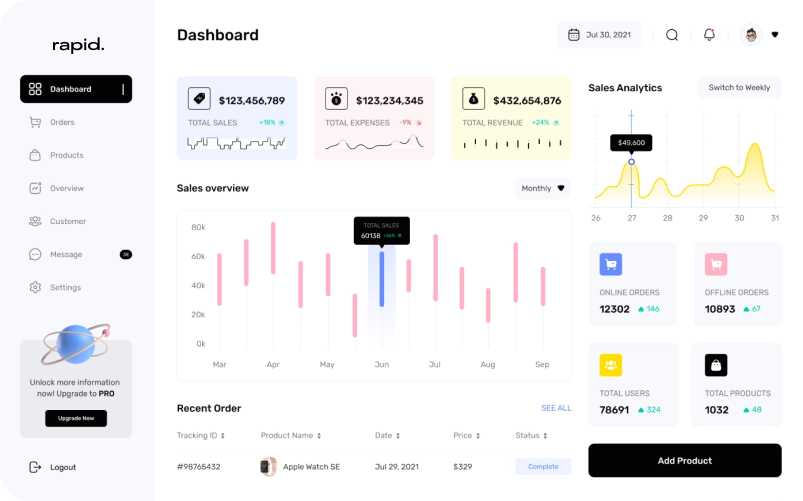 rapid.
Dashboard
Orders
Products
Overview
Customer
Message
Settings
Unlock more information
now! Upgrade to PRO
Upgrade Now
Logout
Dashboard
Jul 30, 2021
$123,456,789
TOTAL SALES +18%
$123,234,345
TOTAL EXPENSES -9%
$432,654,876
TOTAL REVENUE +24%
Sales overview
Monthly
80k
60k
40k
20k
0k
TOTAL SALES
60138
Mar Apr May Jun Jul Aug Sep
Recent Order
SEE ALL
Tracking ID Product Name Date Price Status
#98765432 Apple Watch SE Jul 29, 2021 $329 Complete
Sales Analytics
Switch to Weekly
$49,600
26 27 28 29 30 31
ONLINE ORDERS
12302 146
OFFLINE ORDERS
10893 67
TOTAL USERS
78691 324
TOTAL PRODUCTS
1032 48
Add Product